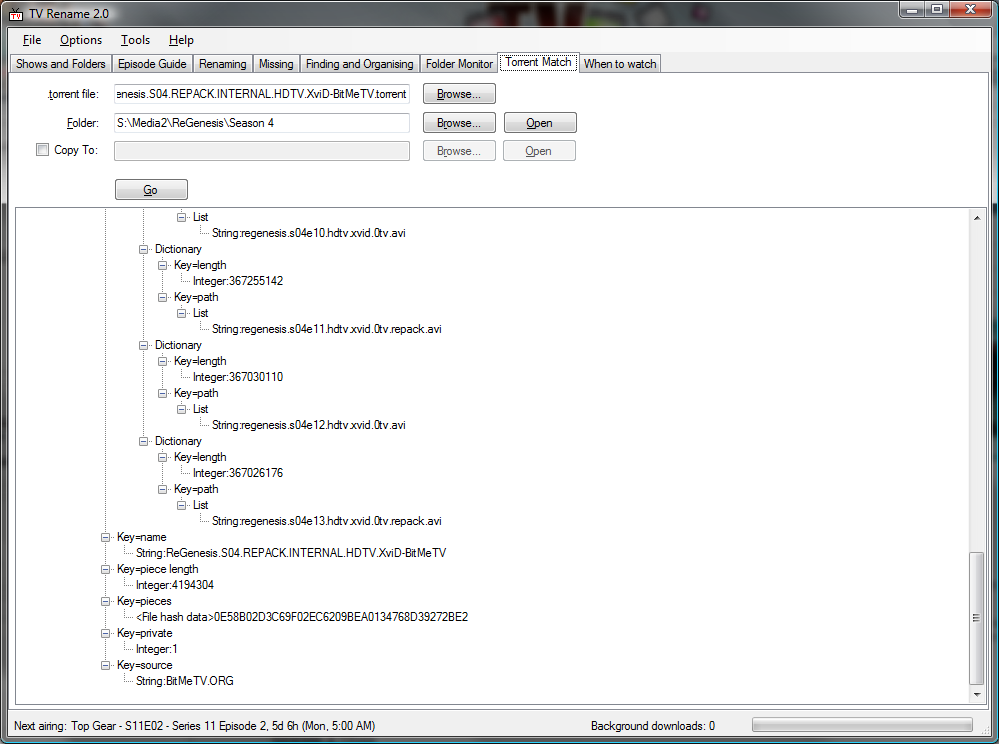 TV Rename 2.0
File Options Tools Help
Shows and Folders Episode Guide Renaming Missing Finding and Organising Folder Monitor Torrent Match When to watch
.torrent file: enesis.S04.REPACK.INTERNAL.HDTV.XviD-BitMeTV.torrent Browse...
Folder: S:\Media2\ReGenesis\Season 4 Browse... Open
Copy To: Browse... Open
Go
List
String:regenesis.s04e10.hdtv.xvid.0tv.avi
Dictionary
Key=length
Integer:367255142
Key=path
List
String:regenesis.s04e11.hdtv.xvid.0tv.repack.avi
Dictionary
Key=length
Integer:367030110
Key=path
List
String:regenesis.s04e12.hdtv.xvid.0tv.avi
Dictionary
Key=length
Integer:367026176
Key=path
List
String:regenesis.s04e13.hdtv.xvid.0tv.repack.avi
Key=name
String:ReGenesis.S04.REPACK.INTERNAL.HDTV.XviD-BitMeTV
Key=piece length
Integer:4194304
Key=pieces
<File hash data>0E58B02D3C69F02EC6209BEA0134768D39272BE2
Key=private
Integer:1
Key=source
String:BitMeTV.ORG
Next airing: Top Gear - S11E02 - Series 11 Episode 2, 5d 6h (Mon, 5:00 AM) Background downloads: 0